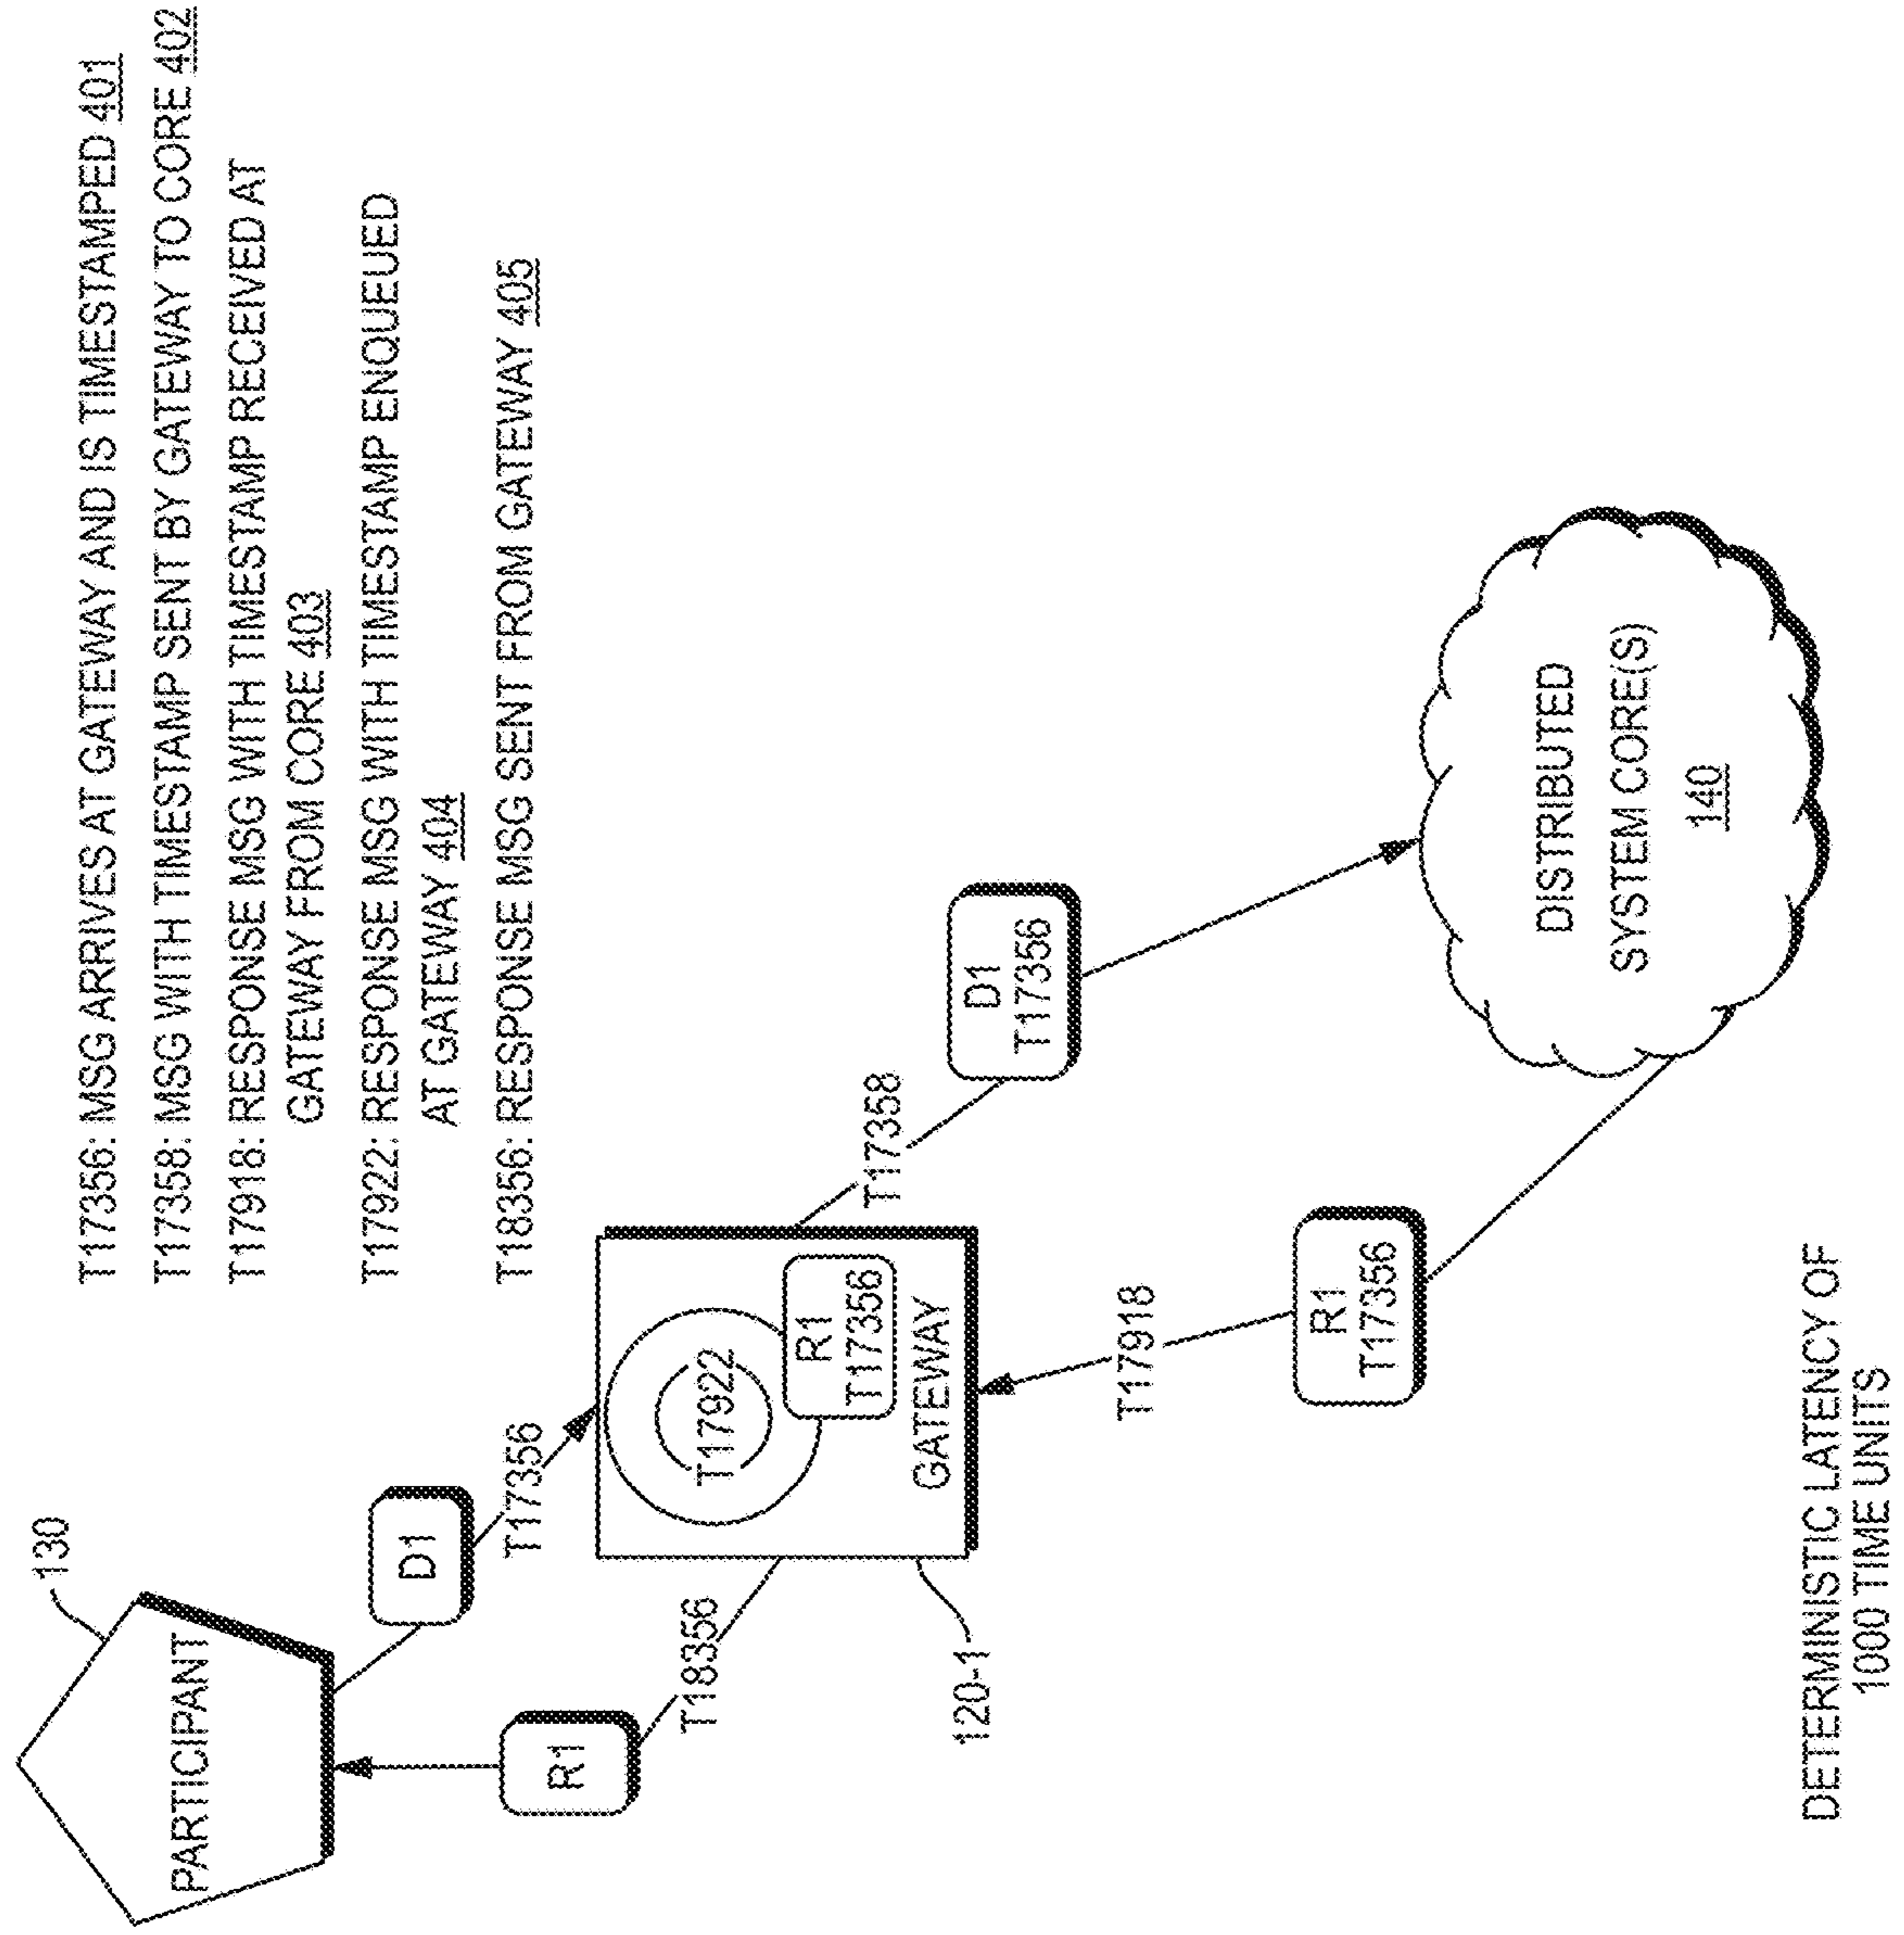 T17356: MSG ARRIVES AT GATEWAY AND IS TIMESTAMPED 401
T17358: MSG WITH TIMESTAMP SENT BY GATEWAY TO CORE 402
T17918: RESPONSE MSG WITH TIMESTAMP RECEIVED AT
GATEWAY FROM CORE 403
T17922: RESPONSE MSG WITH TIMESTAMP ENQUEUED
AT GATEWAY 404
T18356: RESPONSE MSG SENT FROM GATEWAY 405
130
PARTICIPANT
D1
T17356
R1
T18356
120-1
T17922
R1
T17356
GATEWAY
T17358
D1
T17356
T17918
R1
T17356
DISTRIBUTED
SYSTEM CORE(S)
140
DETERMINISTIC LATENCY OF
1000 TIME UNITS